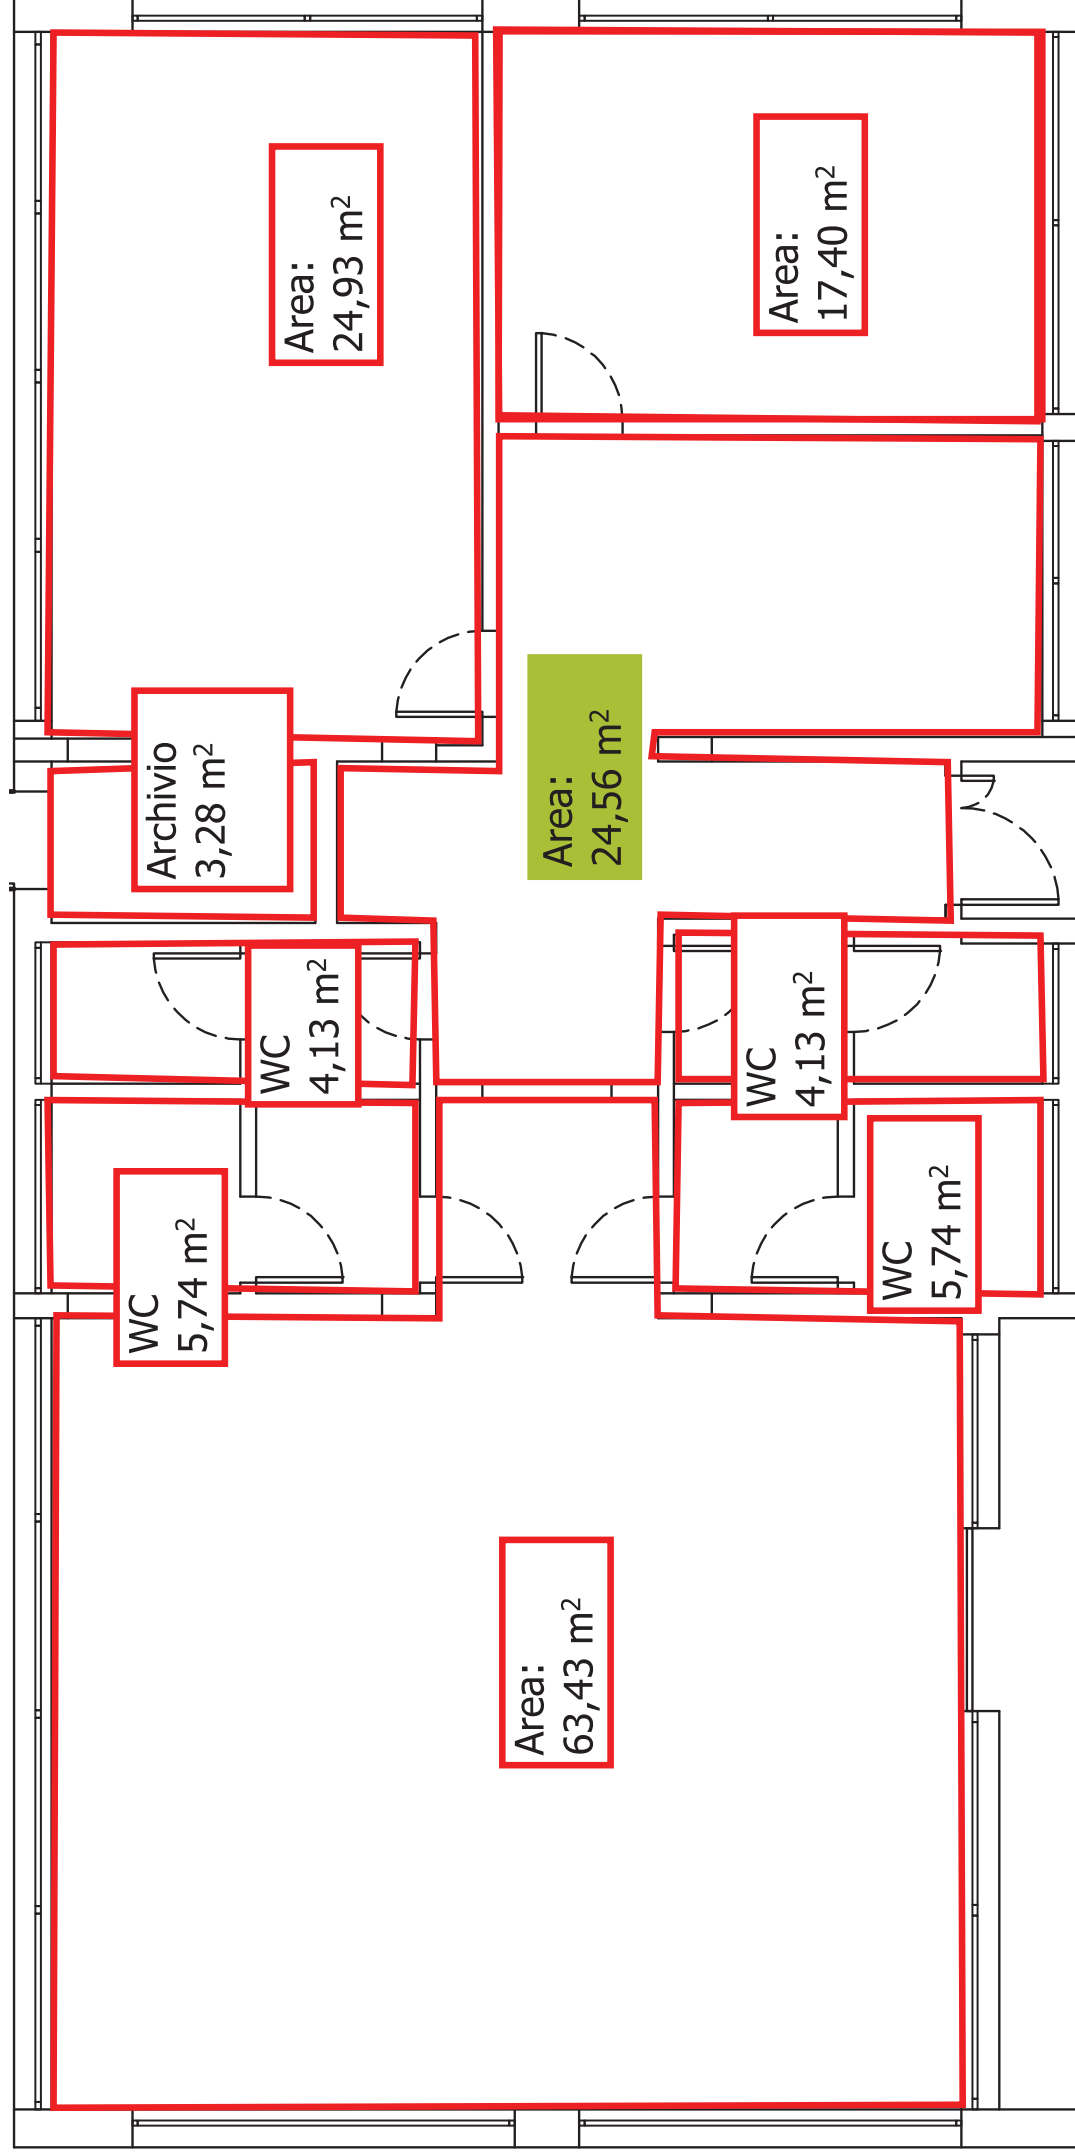 Area:
63,43 m²
WC
5,74 m²
WC
4,13 m²
Archivio
3,28 m²
Area:
24,93 m²
Area:
24,56 m²
WC
5,74 m²
WC
4,13 m²
Area:
17,40 m²